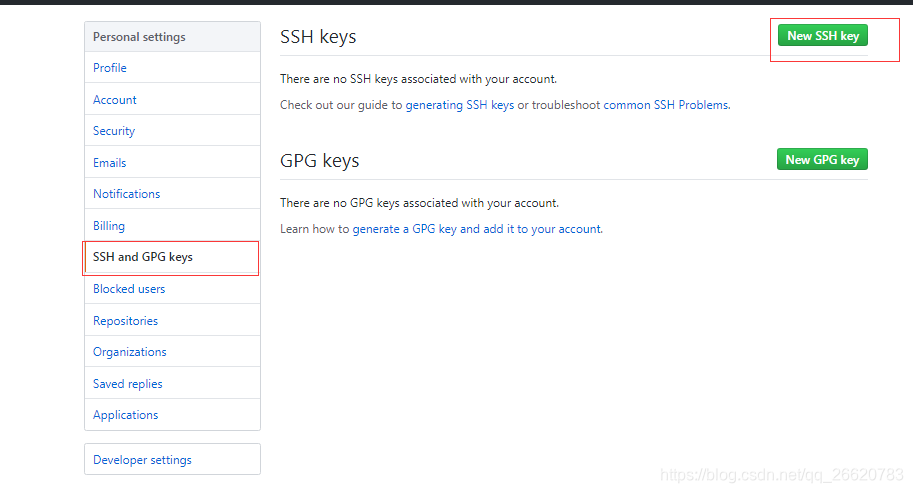 Personal settings
Profile
Account
Security
Emails
Notifications
Billing
SSH and GPG keys
Blocked users
Repositories
Organizations
Saved replies
Applications
Developer settings
SSH keys
New SSH key
There are no SSH keys associated with your account.
Check out our guide to generating SSH keys or troubleshoot common SSH Problems.
GPG keys
New GPG key
There are no GPG keys associated with your account.
Learn how to generate a GPG key and add it to your account.
https://blog.csdn.net/qq_26620783